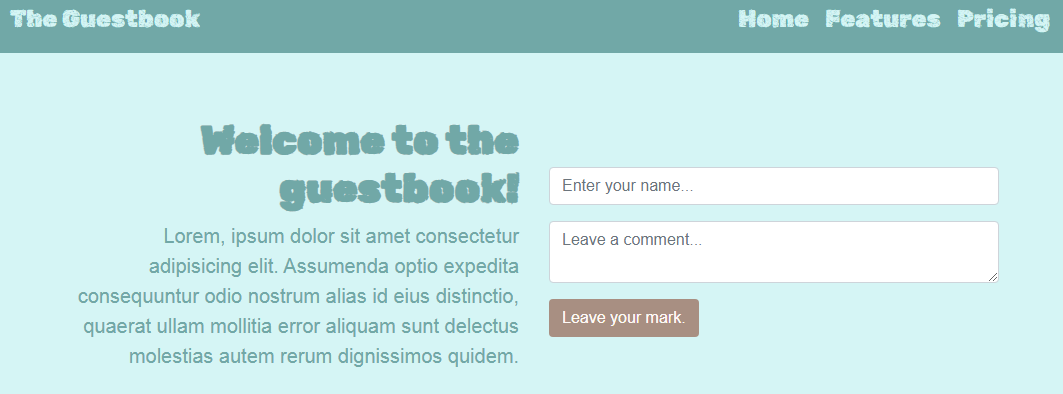 The Guestbook
Home Features Pricing
Welcome to the
guestbook!
Lorem, ipsum dolor sit amet consectetur
adipisicing elit. Assumenda optio expedita
consequuntur odio nostrum alias id eius distinctio,
quaerat ullam mollitia error aliquam sunt delectus
molestias autem rerum dignissimos quidem.
Enter your name...
Leave a comment...
Leave your mark.